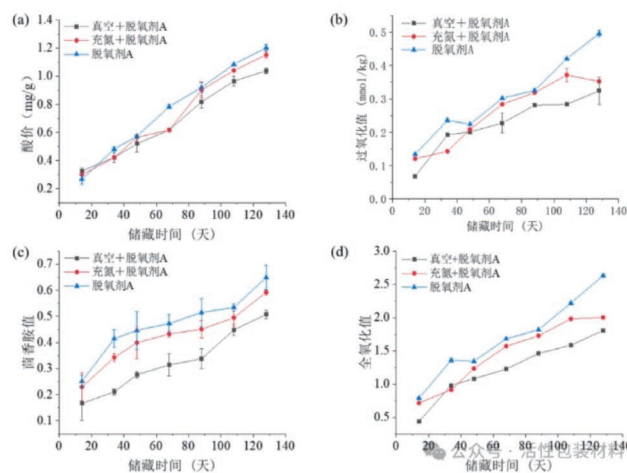 (a)
真空＋脱氧剂A
充氮＋脱氧剂A
脱氧剂A
酸价（mg/g）
1.4
1.2
1.0
0.8
0.6
0.4
0.2
0 20 40 60 80 100 120 140
储藏时间（天）
(b)
真空＋脱氧剂A
充氮＋脱氧剂A
脱氧剂A
过氧化值（mmol/kg）
0.5
0.4
0.3
0.2
0.1
0.0
0 20 40 60 80 100 120 140
储藏时间（天）
(c)
真空＋脱氧剂A
充氮＋脱氧剂A
脱氧剂A
茴香胺值
0.7
0.6
0.5
0.4
0.3
0.2
0.1
0 20 40 60 80 100 120 140
储藏时间（天）
(d)
真空+脱氧剂A
充氮+脱氧剂A
脱氧剂A
全氧化值
3.0
2.5
2.0
1.5
1.0
0.5
0 20 40 60 80 100 120 140
储藏时间（天）
公众号 · 活性包装材料